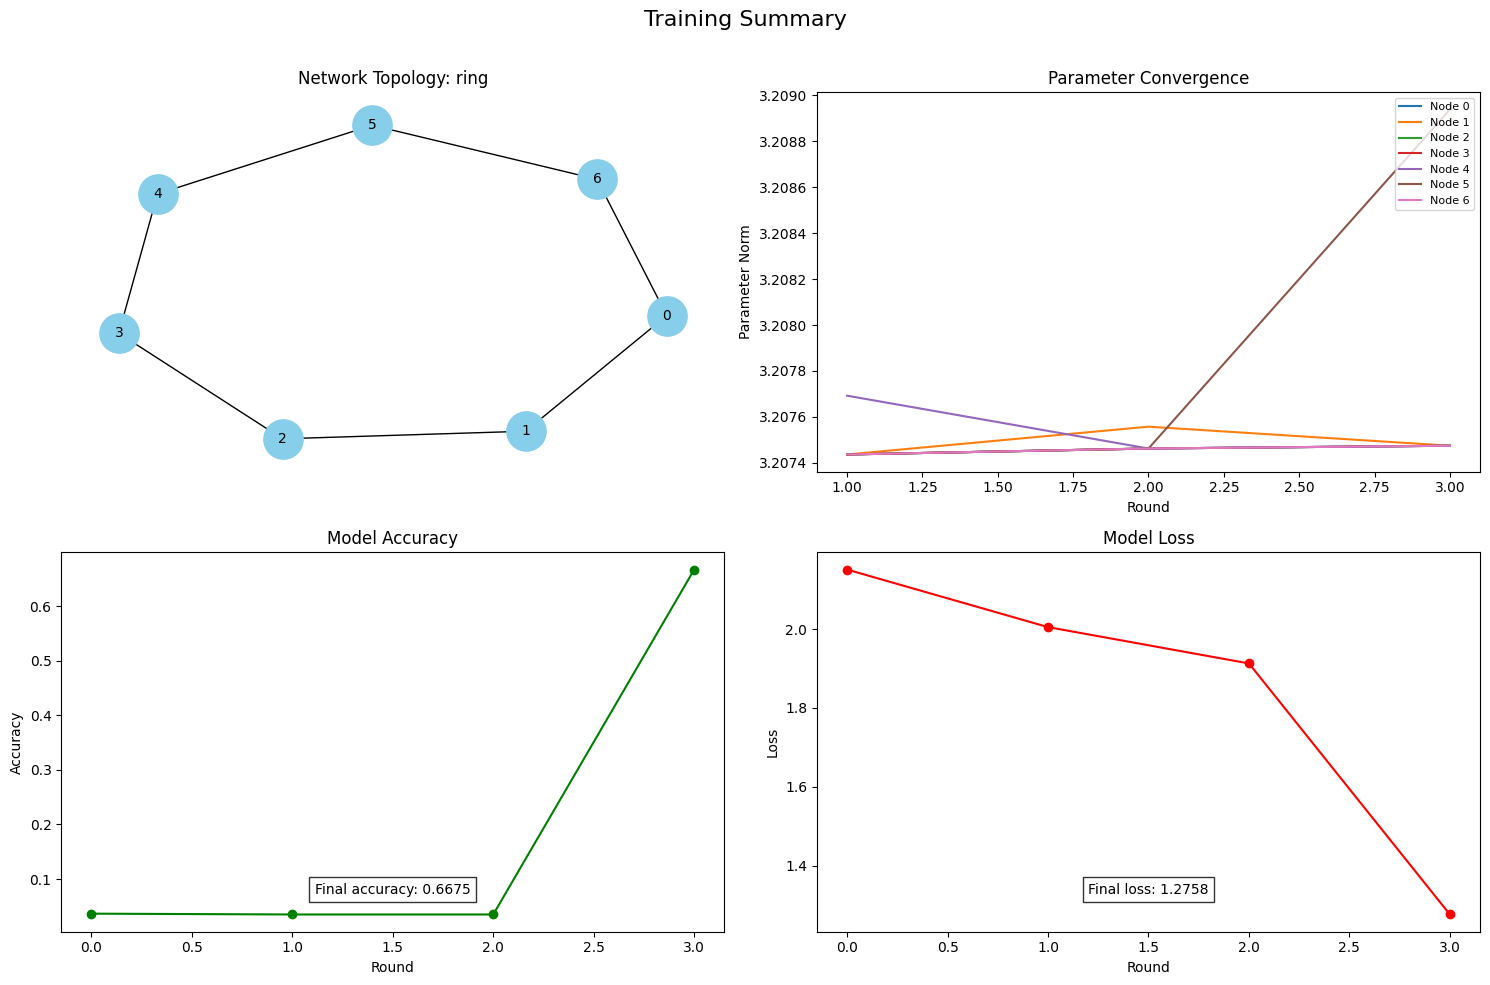 Training Summary
Network Topology: ring
5
6
4
0
3
1
2
Parameter Convergence
3.2090
3.2088
3.2086
3.2084
3.2082
3.2080
3.2078
3.2076
3.2074
Parameter Norm
Node 0
Node 1
Node 2
Node 3
Node 4
Node 5
Node 6
1.00 1.25 1.50 1.75 2.00 2.25 2.50 2.75 3.00
Round
Model Accuracy
0.6
0.5
0.4
0.3
0.2
0.1
Accuracy
Final accuracy: 0.6675
0.0 0.5 1.0 1.5 2.0 2.5 3.0
Round
Model Loss
2.0
1.8
1.6
1.4
Loss
Final loss: 1.2758
0.0 0.5 1.0 1.5 2.0 2.5 3.0
Round